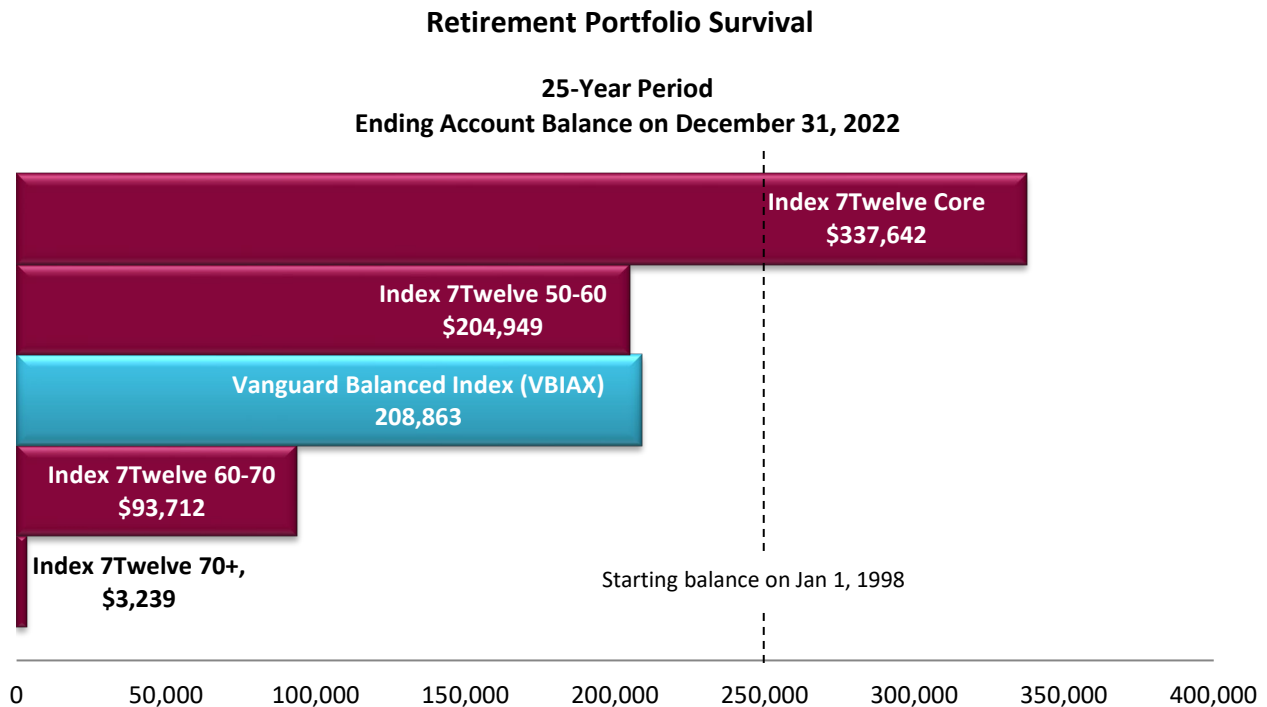 Retirement Portfolio Survival
25-Year Period
Ending Account Balance on December 31, 2022
Index 7Twelve Core
$337,642
Index 7Twelve 50-60
$204,949
Vanguard Balanced Index (VBIAX)
208,863
Index 7Twelve 60-70
$93,712
Index 7Twelve 70+,
$3,239
Starting balance on Jan 1, 1998
0 50,000 100,000 150,000 200,000 250,000 300,000 350,000 400,000